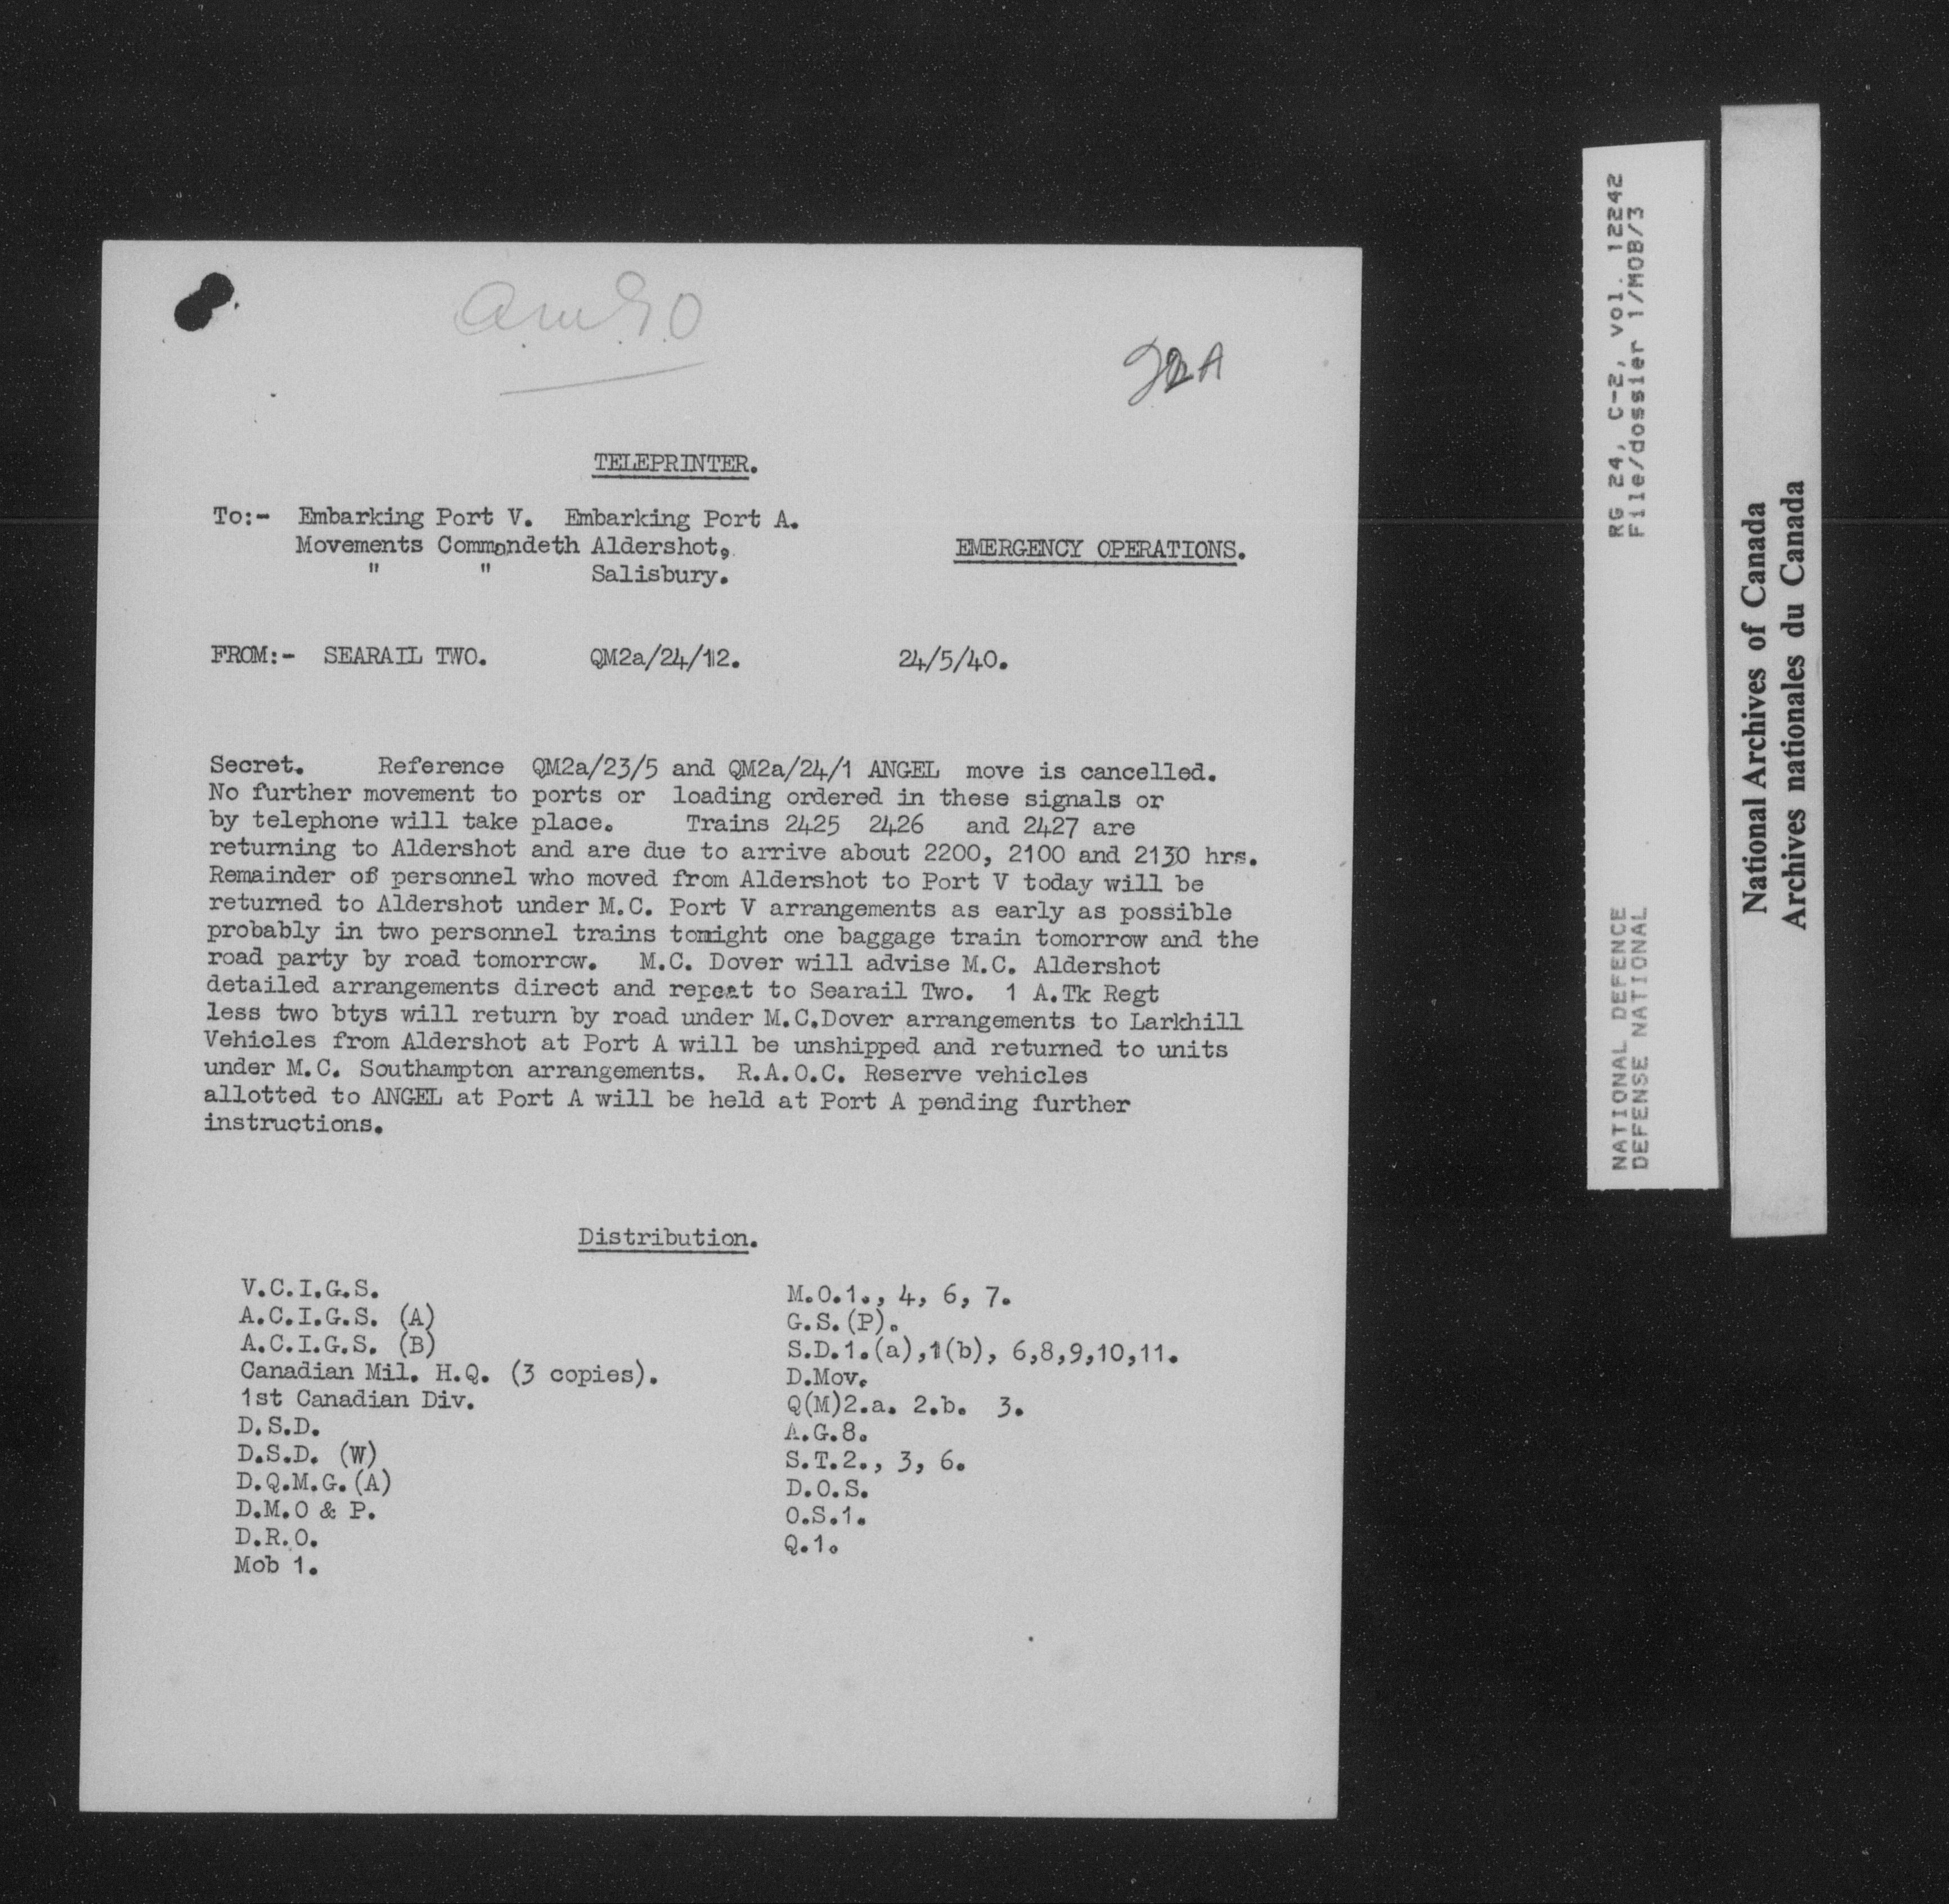 92A
TELEPRINTER.
To:- Embarking Port V. Embarking Port A.
Movements Commondeth Aldershot,
" " Salisbury.
EMERGENCY OPERATIONS.
FROM:- SEARAIL TWO. QM2a/24/12. 24/5/40.
Secret. Reference QM2a/23/5 and QM2a/24/1 ANGEL move is cancelled.
No further movement to ports or loading ordered in these signals or
by telephone will take place. Trains 2425 2426 and 2427 are
returning to Aldershot and are due to arrive about 2200, 2100 and 2130 hrs.
Remainder of personnel who moved from Aldershot to Port V today will be
returned to Aldershot under M.C. Port V arrangements as early as possible
probably in two personnel trains tonight one baggage train tomorrow and the
road party by road tomorrow. M.C. Dover will advise M.C. Aldershot
detailed arrangements direct and repeat to Searail Two. 1 A.Tk Regt
less two btys will return by road under M.C.Dover arrangements to Larkhill
Vehicles from Aldershot at Port A will be unshipped and returned to units
under M.C. Southampton arrangements. R.A.O.C. Reserve vehicles
allotted to ANGEL at Port A will be held at Port A pending further
instructions.
Distribution.
V.C.I.G.S.
A.C.I.G.S. (A)
A.C.I.G.S. (B)
Canadian Mil. H.Q. (3 copies).
1st Canadian Div.
D.S.D.
D.S.D. (W)
D.Q.M.G.(A)
D.M.O & P.
D.R.O.
Mob 1.
M.O.1., 4, 6, 7.
G.S.(P).
S.D.1.(a),1(b), 6,8,9,10,11.
D.Mov.
Q(M)2.a. 2.b. 3.
A.G.8.
S.T.2., 3, 6.
D.O.S.
O.S.1.
Q.1.
RG 24, C-2, vol. 12242
File/dossier 1/MOB/3
NATIONAL DEFENCE
DEFENSE NATIONAL
National Archives of Canada
Archives nationales du Canada